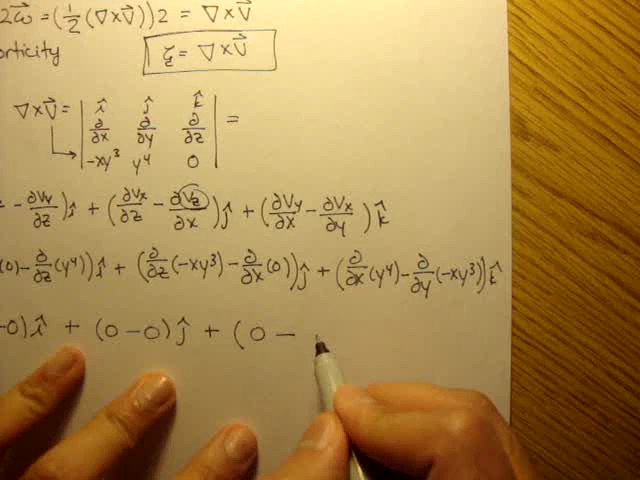 2ω⃗ = (½(∇×V⃗))2 = ∇×V⃗
orticity ξ = ∇×V⃗
∇×V⃗ = | î ĵ k̂ | =
∂/∂x ∂/∂y ∂/∂z
-xy³ y⁴ 0
- ∂Vy/∂z)î + (∂Vx/∂z - ∂Vz/∂x)ĵ + (∂Vy/∂x - ∂Vx/∂y)k̂
(0) - ∂/∂z(y⁴))î + (∂/∂z(-xy³) - ∂/∂x(0))ĵ + (∂/∂x(y⁴) - ∂/∂y(-xy³))k̂
-0)î + (0-0)ĵ + (0 -